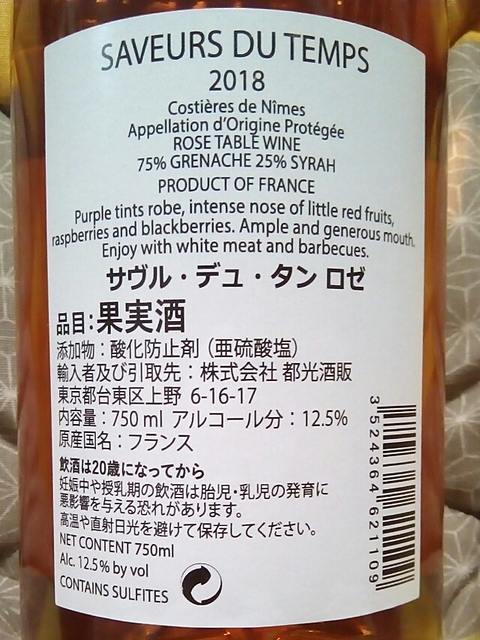 SAVEURS DU TEMPS
2018
Costières de Nîmes
Appellation d'Origine Protégée
ROSE TABLE WINE
75% GRENACHE 25% SYRAH
PRODUCT OF FRANCE
Purple tints robe, intense nose of little red fruits,
raspberries and blackberries. Ample and generous mouth.
Enjoy with white meat and barbecues.
サヴル・デュ・タン ロゼ
品目:果実酒
添加物:酸化防止剤(亜硫酸塩)
輸入者及び引取先:株式会社 都光酒販
東京都台東区上野 6-16-17
内容量:750 ml アルコール分:12.5%
原産国名:フランス
飲酒は20歳になってから
妊娠中や授乳期の飲酒は胎児・乳児の発育に
悪影響を与える恐れがあります。
高温や直射日光を避けて保存してください。
NET CONTENT 750ml
Alc. 12.5% by vol
CONTAINS SULFITES
3 524364 621109